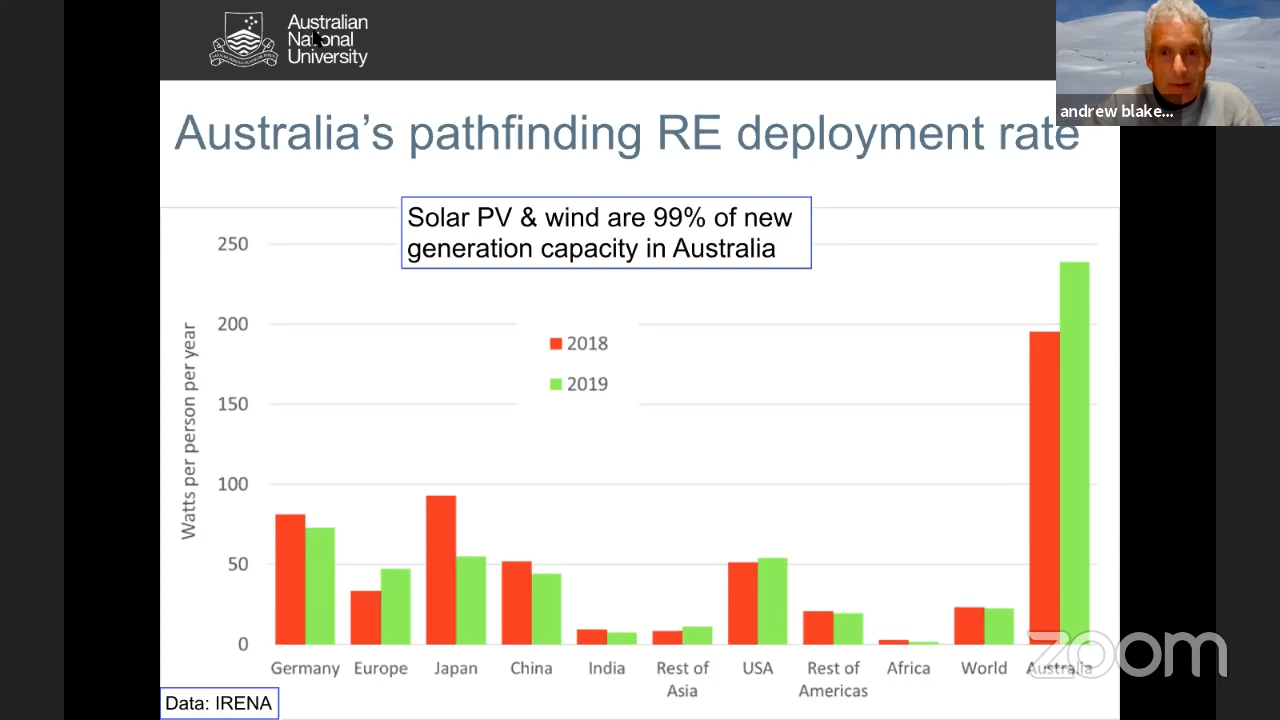 Australian
National
University
andrew blake...
Australia's pathfinding RE deployment rate
Solar PV & wind are 99% of new
generation capacity in Australia
Watts per person per year
250
200
150
100
50
0
2018
2019
Germany
Europe
Japan
China
India
Rest of
Asia
USA
Rest of
Americas
Africa
World
Australia
zoom
Data: IRENA